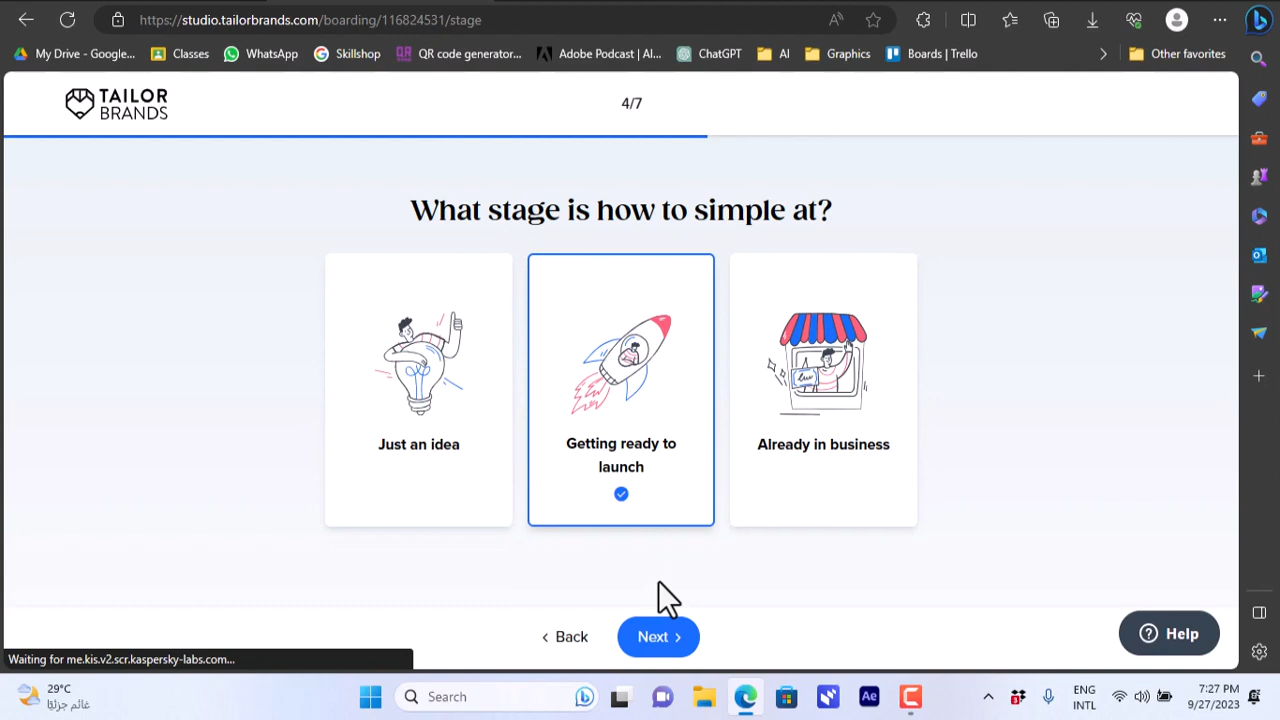 https://studio.tailorbrands.com/boarding/116824531/stage
My Drive - Google...
Classes
WhatsApp
Skillshop
QR code generator...
Adobe Podcast | Al...
ChatGPT
AI
Graphics
Boards | Trello
Other favorites
TAILOR
BRANDS
4/7
What stage is how to simple at?
Just an idea
Getting ready to
launch
Already in business
Back
Next
Help
Waiting for me.kis.v2.scr.kaspersky-labs.com...
29°C
غائم جزئيًا
Search
Ae
ENG
INTL
7:27 PM
9/27/2023